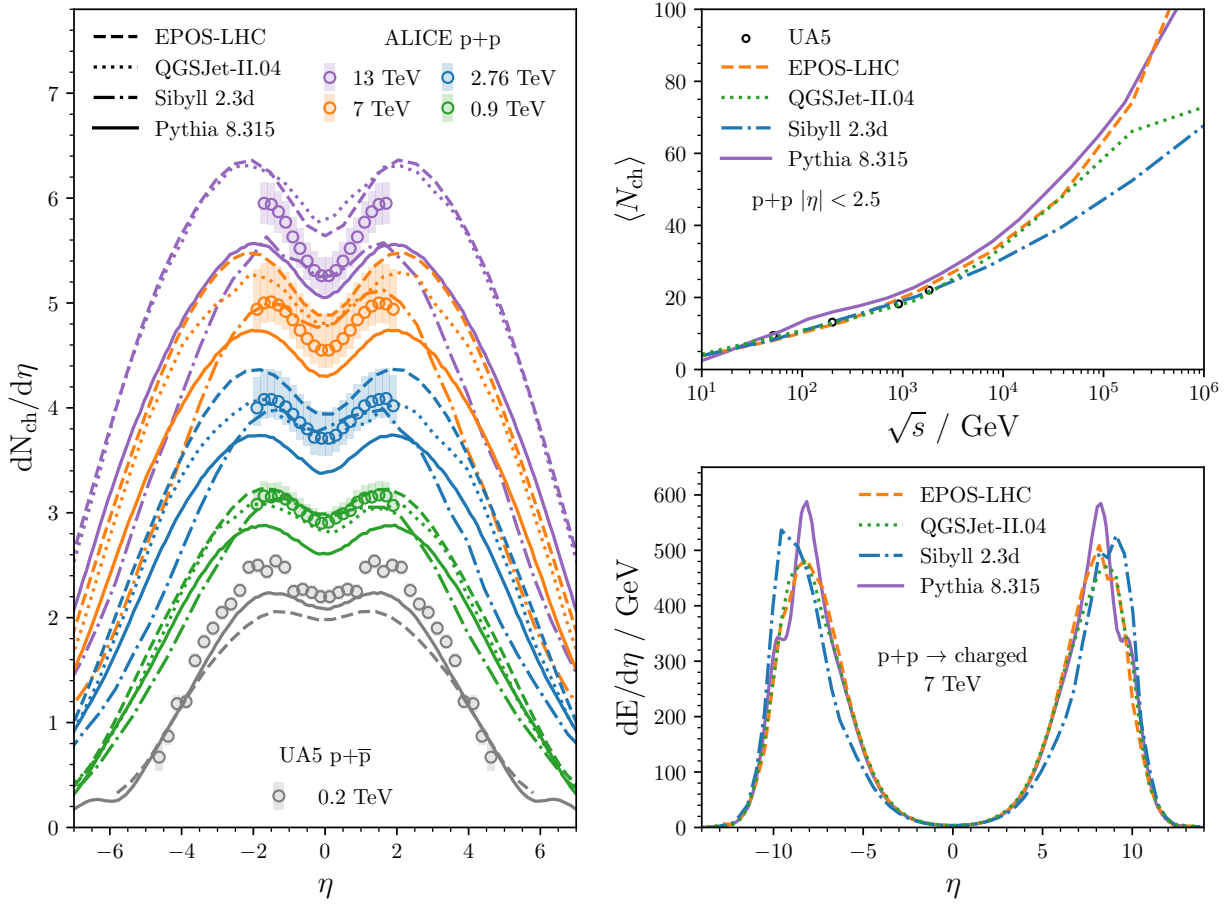 EPOS-LHC
QGSJet-II.04
Sibyll 2.3d
Pythia 8.315
ALICE p+p
13 TeV
2.76 TeV
7 TeV
0.9 TeV
UA5 p+p̅
0.2 TeV
dN_ch/dη
7
6
5
4
3
2
1
0
−6 −4 −2 0 2 4 6
η
UA5
EPOS-LHC
QGSJet-II.04
Sibyll 2.3d
Pythia 8.315
p+p |η| < 2.5
⟨N_ch⟩
100
80
60
40
20
0
10^1 10^2 10^3 10^4 10^5 10^6
√s / GeV
EPOS-LHC
QGSJet-II.04
Sibyll 2.3d
Pythia 8.315
p+p → charged
7 TeV
dE/dη / GeV
600
500
400
300
200
100
0
−10 −5 0 5 10
η